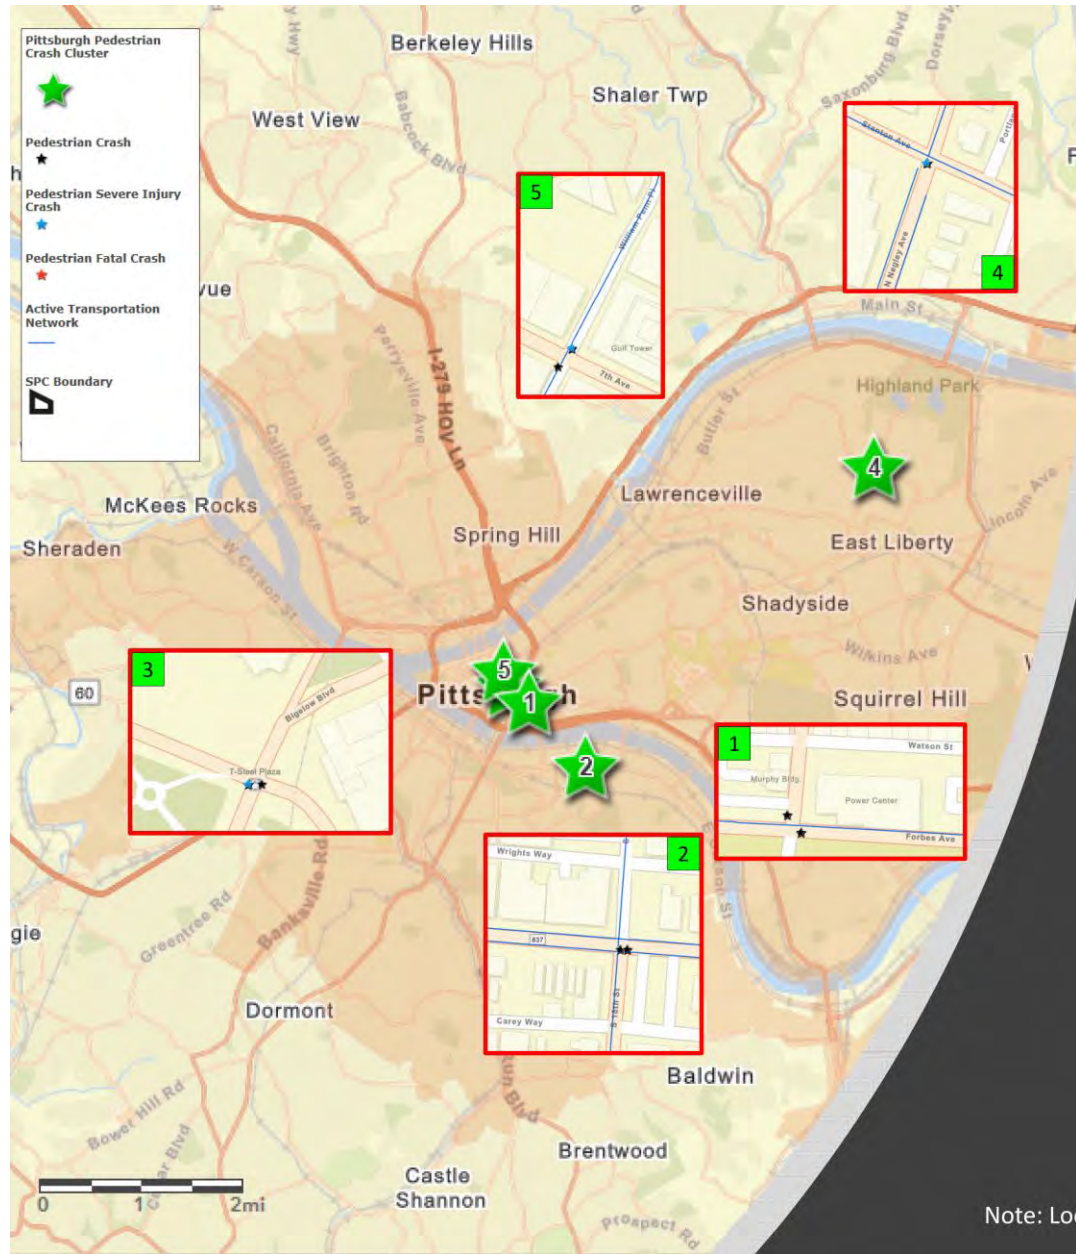 Pittsburgh Pedestrian
Crash Cluster
Pedestrian Crash
Pedestrian Severe Injury
Crash
Pedestrian Fatal Crash
Active Transportation
Network
SPC Boundary
Berkeley Hills
Shaler Twp
West View
Babcock Blvd
Saxonburg Blvd
Dorseyv
y Hwy
vue
5
William Penn Pl
Gulf Tower
7th Ave
Stanton Ave
N Negley Ave
Portlan
4
Main St
Highland Park
Butler St
I-279 HOV Ln
Perrysville Ave
California Ave
Brighton Rd
4
Lawrenceville
Lincoln Ave
McKees Rocks
Spring Hill
East Liberty
Sheraden
W Carson St
Shadyside
Wilkins Ave
3
Bigelow Blvd
T-Steel Plaza
60
5
Pitts
h
1
Squirrel Hill
2
1
Watson St
Murphy Bldg
Power Center
Forbes Ave
2
Wrights Way
837
S 18th St
Carey Way
Banksville Rd
Greentree Rd
gie
Dormont
Baldwin
Bower Hill Rd
Brentwood
Castle
Shannon
Prospect Rd
0
2mi
Note: Loc